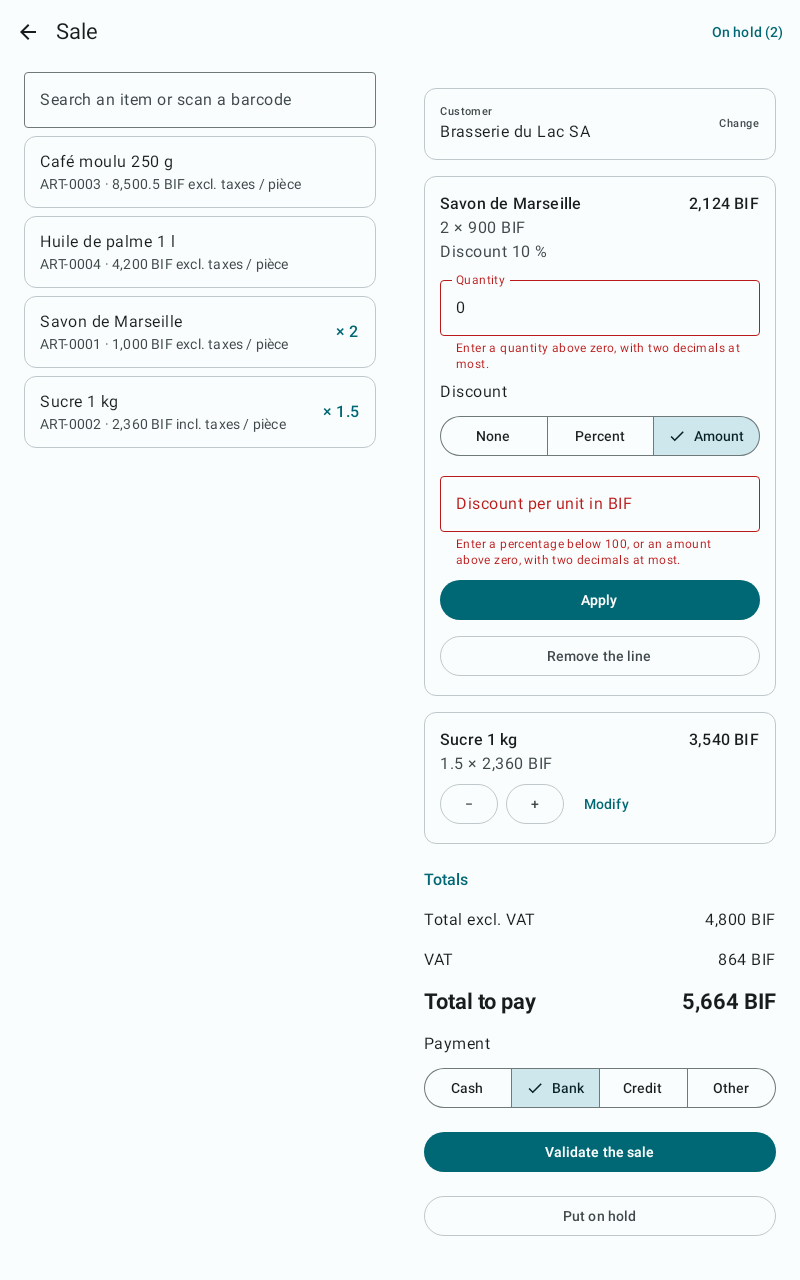 Sale
On hold (2)
Search an item or scan a barcode
Café moulu 250 g
ART-0003 · 8,500.5 BIF excl. taxes / pièce
Huile de palme 1 l
ART-0004 · 4,200 BIF excl. taxes / pièce
Savon de Marseille
ART-0001 · 1,000 BIF excl. taxes / pièce
× 2
Sucre 1 kg
ART-0002 · 2,360 BIF incl. taxes / pièce
× 1.5
Customer
Brasserie du Lac SA
Change
Savon de Marseille
2,124 BIF
2 × 900 BIF
Discount 10 %
Quantity
0
Enter a quantity above zero, with two decimals at
most.
Discount
None
Percent
Amount
Discount per unit in BIF
Enter a percentage below 100, or an amount
above zero, with two decimals at most.
Apply
Remove the line
Sucre 1 kg
3,540 BIF
1.5 × 2,360 BIF
−
+
Modify
Totals
Total excl. VAT
4,800 BIF
VAT
864 BIF
Total to pay
5,664 BIF
Payment
Cash
Bank
Credit
Other
Validate the sale
Put on hold